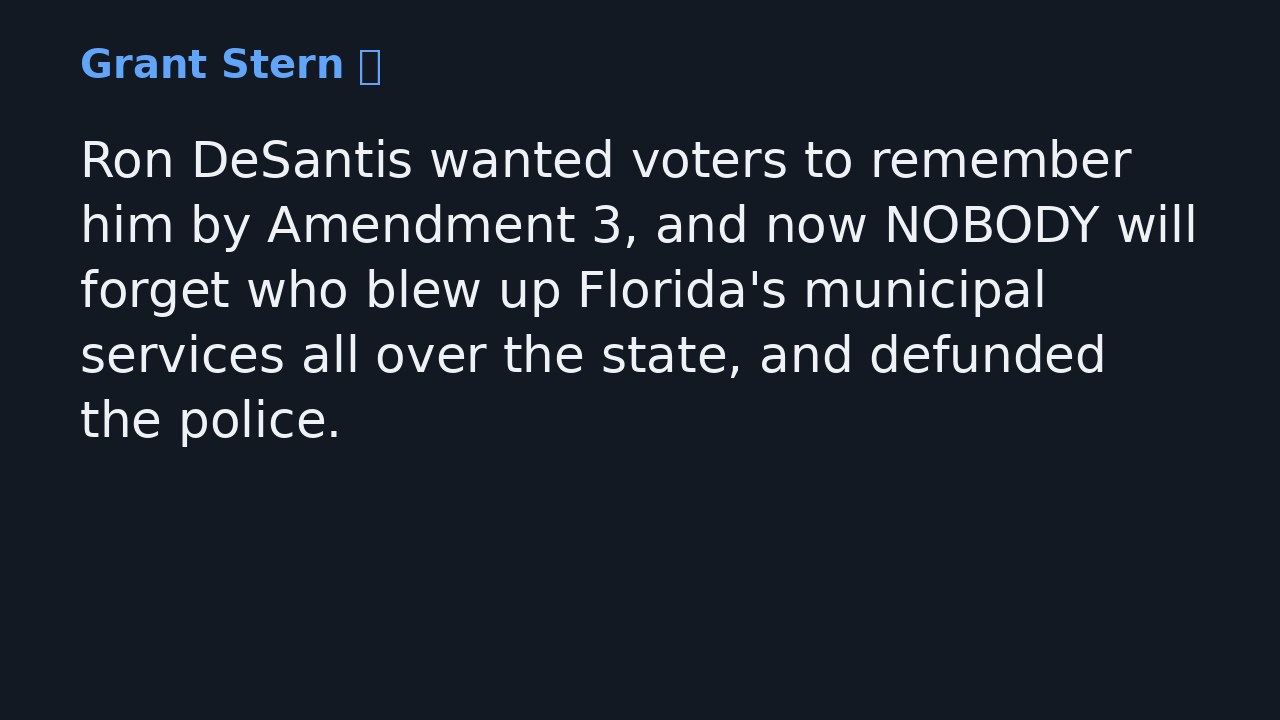 Grant Stern
Ron DeSantis wanted voters to remember
him by Amendment 3, and now NOBODY will
forget who blew up Florida's municipal
services all over the state, and defunded
the police.